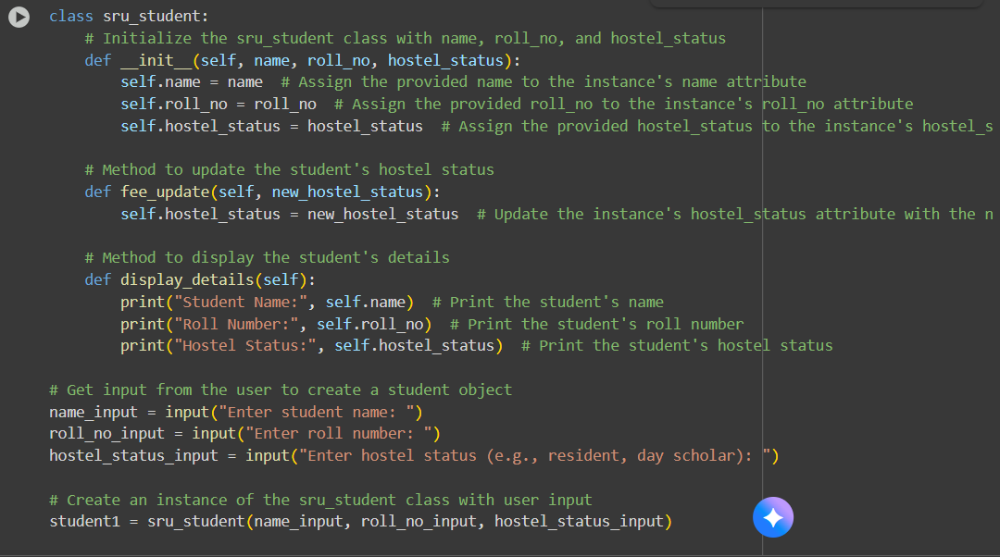 class sru_student:
    # Initialize the sru_student class with name, roll_no, and hostel_status
    def __init__(self, name, roll_no, hostel_status):
        self.name = name  # Assign the provided name to the instance's name attribute
        self.roll_no = roll_no  # Assign the provided roll_no to the instance's roll_no attribute
        self.hostel_status = hostel_status  # Assign the provided hostel_status to the instance's hostel_s

    # Method to update the student's hostel status
    def fee_update(self, new_hostel_status):
        self.hostel_status = new_hostel_status  # Update the instance's hostel_status attribute with the n

    # Method to display the student's details
    def display_details(self):
        print("Student Name:", self.name)  # Print the student's name
        print("Roll Number:", self.roll_no)  # Print the student's roll number
        print("Hostel Status:", self.hostel_status)  # Print the student's hostel status

# Get input from the user to create a student object
name_input = input("Enter student name: ")
roll_no_input = input("Enter roll number: ")
hostel_status_input = input("Enter hostel status (e.g., resident, day scholar): ")

# Create an instance of the sru_student class with user input
student1 = sru_student(name_input, roll_no_input, hostel_status_input)